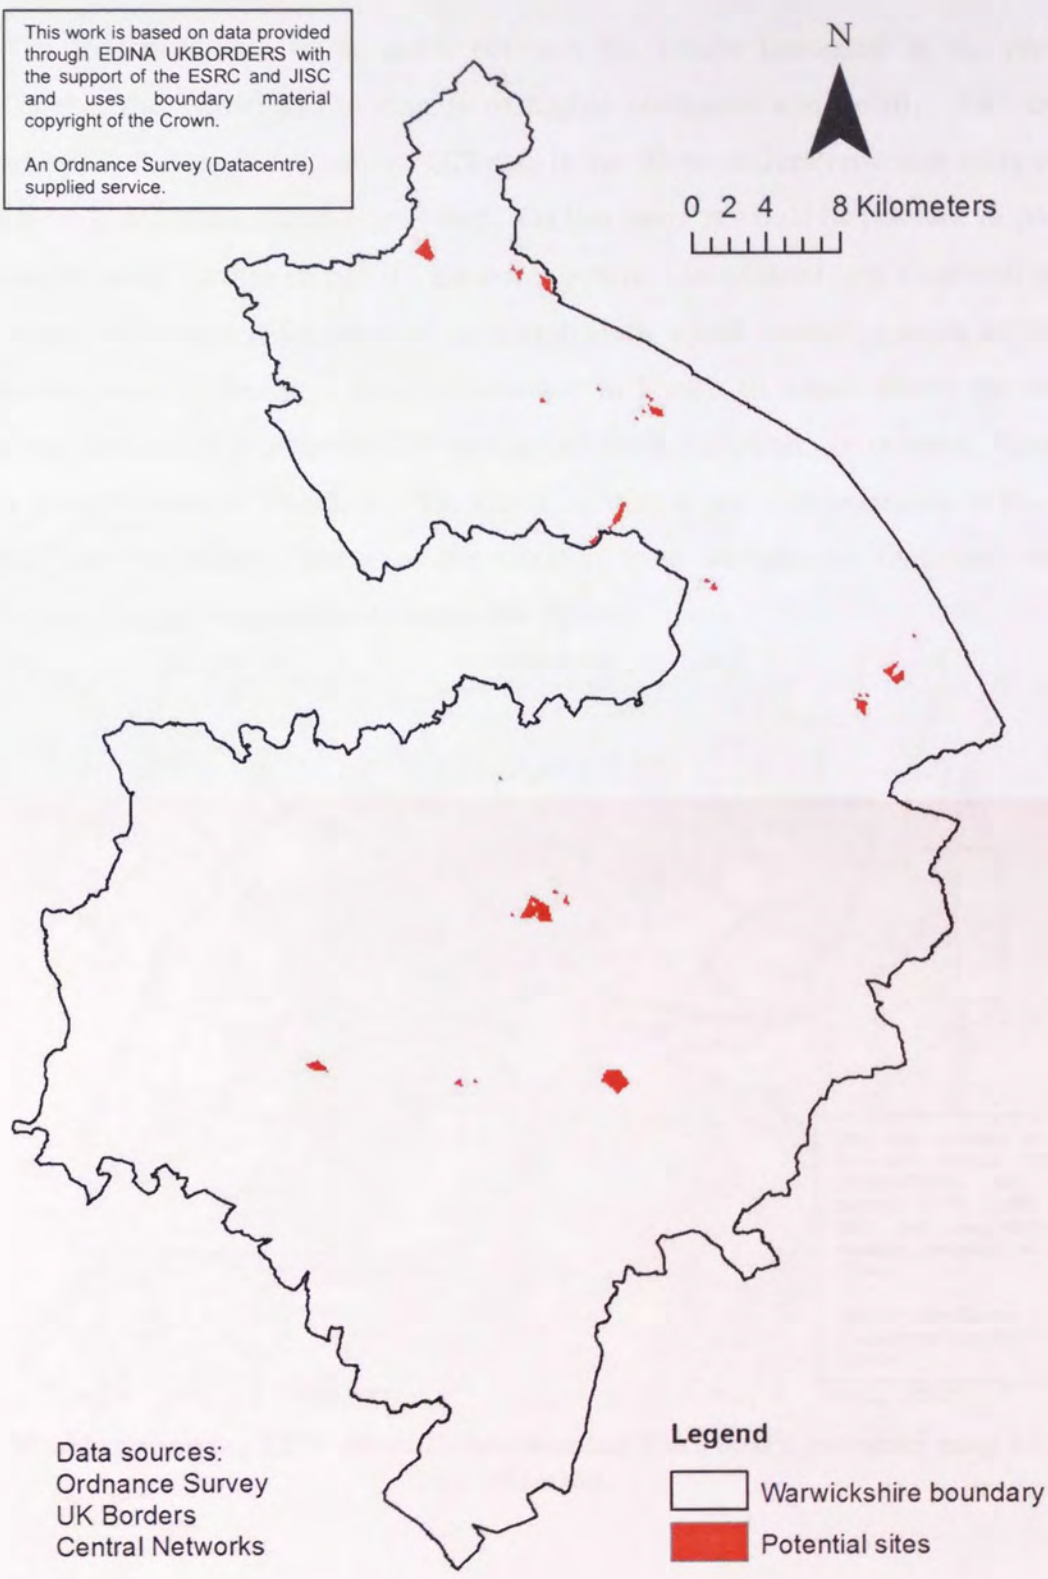 This work is based on data provided
through EDINA UKBORDERS with
the support of the ESRC and JISC
and uses boundary material
copyright of the Crown.
An Ordnance Survey (Datacentre)
supplied service.
N
0 2 4 8 Kilometers
Data sources:
Ordnance Survey
UK Borders
Central Networks
Legend
Warwickshire boundary
Potential sites